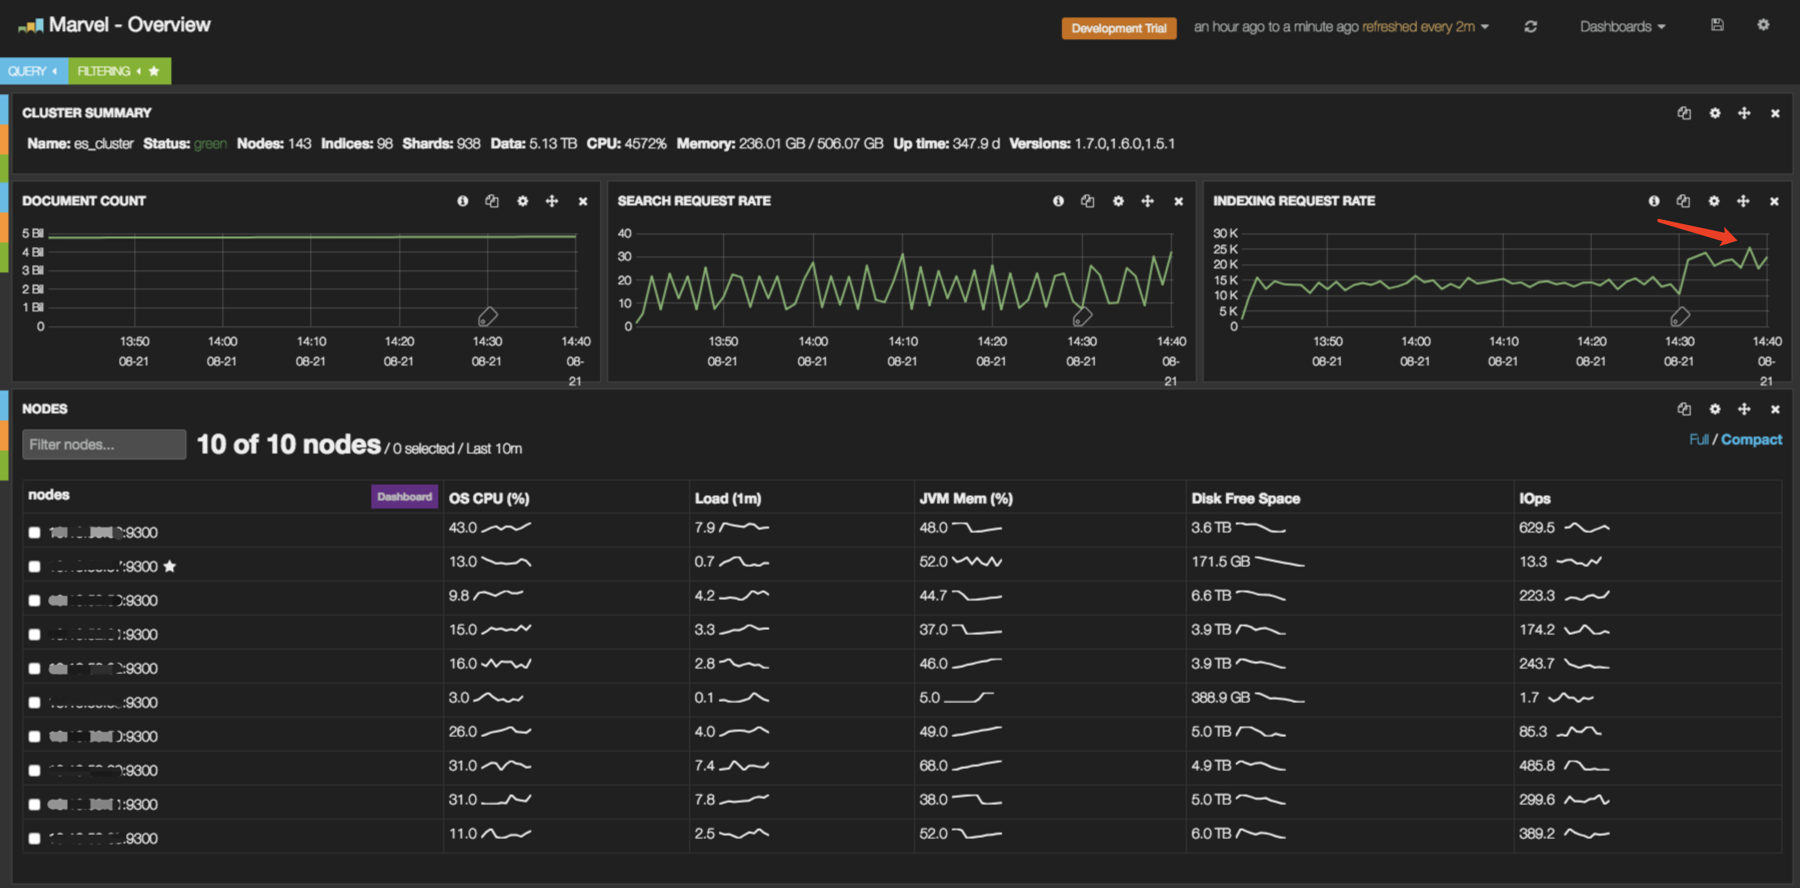 Marvel - Overview
Development Trial an hour ago to a minute ago refreshed every 2m Dashboards
QUERY FILTERING
CLUSTER SUMMARY
Name: es_cluster Status: green Nodes: 143 Indices: 98 Shards: 938 Data: 5.13 TB CPU: 4572% Memory: 236.01 GB / 506.07 GB Up time: 347.9 d Versions: 1.7.0,1.6.0,1.5.1
DOCUMENT COUNT
5 Bil
4 Bil
3 Bil
2 Bil
1 Bil
0
13:50 14:00 14:10 14:20 14:30 14:40
08-21 08-21 08-21 08-21 08-21 08-
21
SEARCH REQUEST RATE
40
30
20
10
0
13:50 14:00 14:10 14:20 14:30 14:40
08-21 08-21 08-21 08-21 08-21 08-
21
INDEXING REQUEST RATE
30 K
25 K
20 K
15 K
10 K
5 K
0
13:50 14:00 14:10 14:20 14:30 14:40
08-21 08-21 08-21 08-21 08-21 08-
21
NODES
Filter nodes... 10 of 10 nodes / 0 selected / Last 10m
Full / Compact
nodes Dashboard OS CPU (%) Load (1m) JVM Mem (%) Disk Free Space IOps
:9300 43.0 7.9 48.0 3.6 TB 629.5
:9300 13.0 0.7 52.0 171.5 GB 13.3
:9300 9.8 4.2 44.7 6.6 TB 223.3
:9300 15.0 3.3 37.0 3.9 TB 174.2
:9300 16.0 2.8 46.0 3.9 TB 243.7
:9300 3.0 0.1 5.0 388.9 GB 1.7
:9300 26.0 4.0 49.0 5.0 TB 85.3
:9300 31.0 7.4 68.0 4.9 TB 485.8
:9300 31.0 7.8 38.0 5.0 TB 299.6
:9300 11.0 2.5 52.0 6.0 TB 389.2